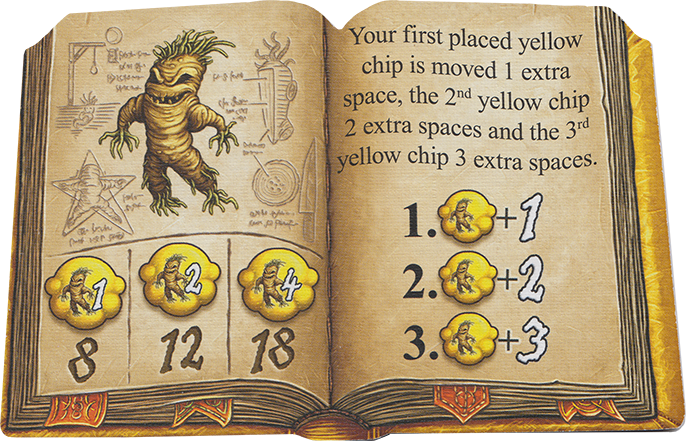 1
2
4
8
12
18
Your first placed yellow
chip is moved 1 extra
space, the 2nd yellow chip
2 extra spaces and the 3rd
yellow chip 3 extra spaces.
1. +1
2. +2
3. +3